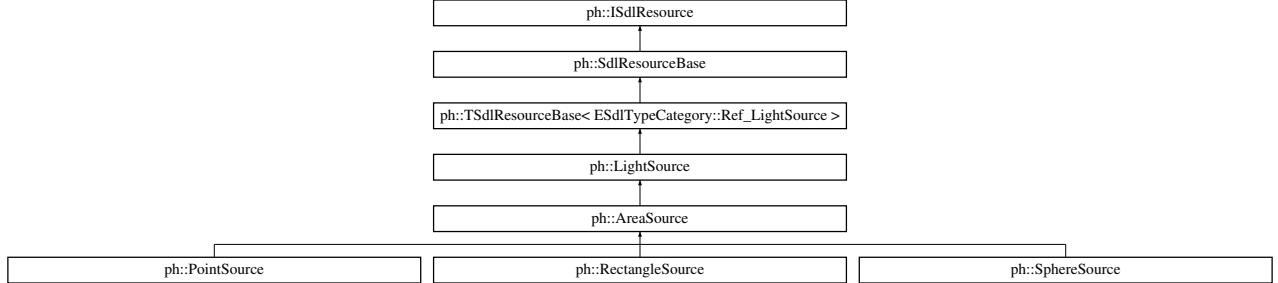 ph::ISdlResource
ph::SdlResourceBase
ph::TSdlResourceBase< ESdlTypeCategory::Ref_LightSource >
ph::LightSource
ph::AreaSource
ph::PointSource
ph::RectangleSource
ph::SphereSource